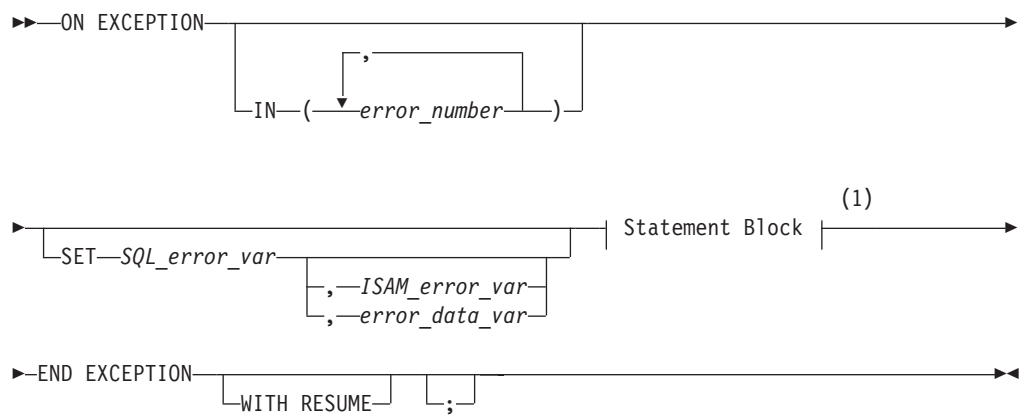 ON EXCEPTION
,
IN ( error_number )
(1)
Statement Block
SET SQL_error_var
, ISAM_error_var
, error_data_var
END EXCEPTION
WITH RESUME ;